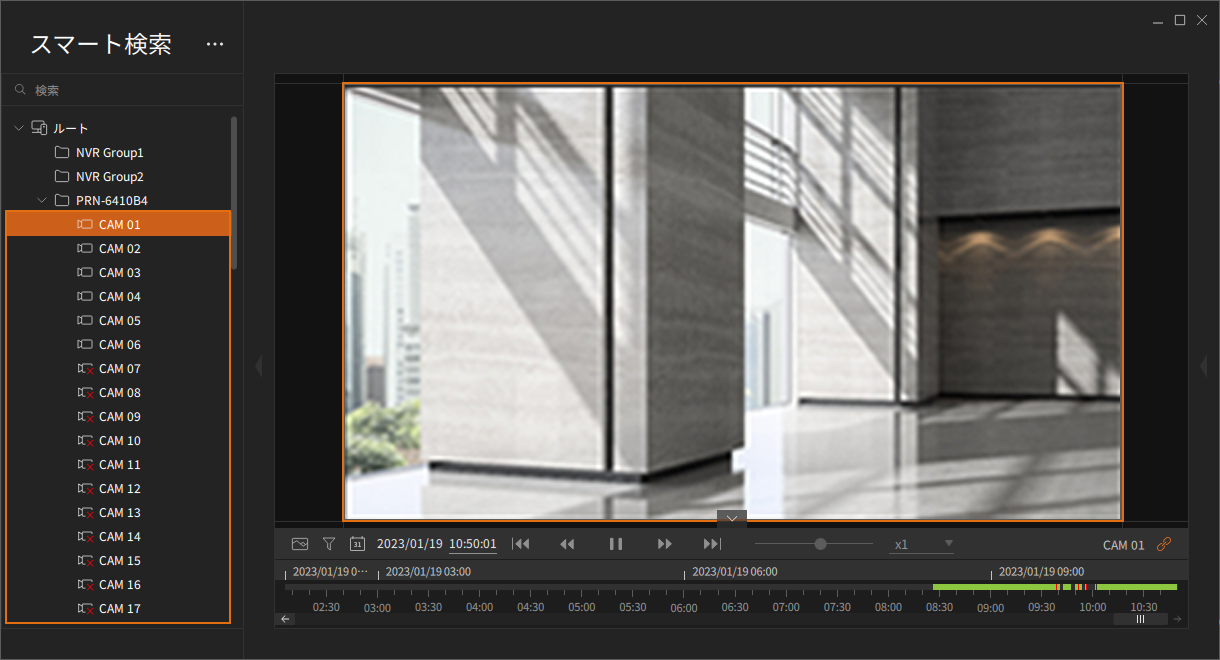 スマート検索 ···
検索
ルート
NVR Group1
NVR Group2
PRN-6410B4
CAM 01
CAM 02
CAM 03
CAM 04
CAM 05
CAM 06
CAM 07
CAM 08
CAM 09
CAM 10
CAM 11
CAM 12
CAM 13
CAM 14
CAM 15
CAM 16
CAM 17
31 2023/01/19 10:50:01 x1 CAM 01
2023/01/19 0··· 2023/01/19 03:00 2023/01/19 06:00 2023/01/19 09:00
02:30 03:00 03:30 04:00 04:30 05:00 05:30 06:00 06:30 07:00 07:30 08:00 08:30 09:00 09:30 10:00 10:30